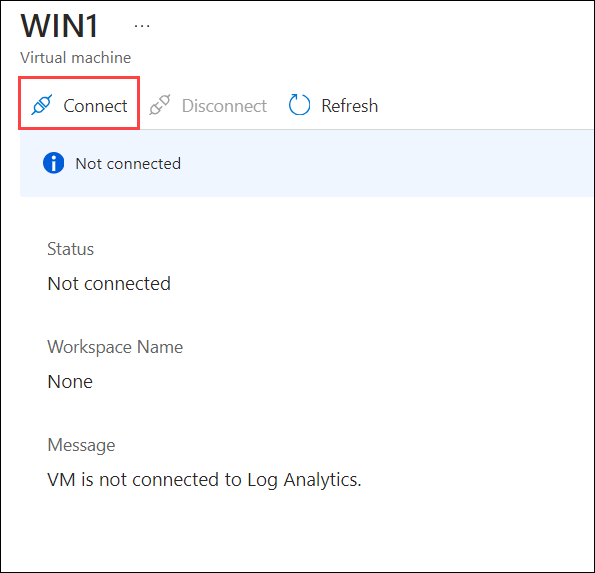 WIN1 ...
Virtual machine
Connect Disconnect Refresh
Not connected
Status
Not connected
Workspace Name
None
Message
VM is not connected to Log Analytics.